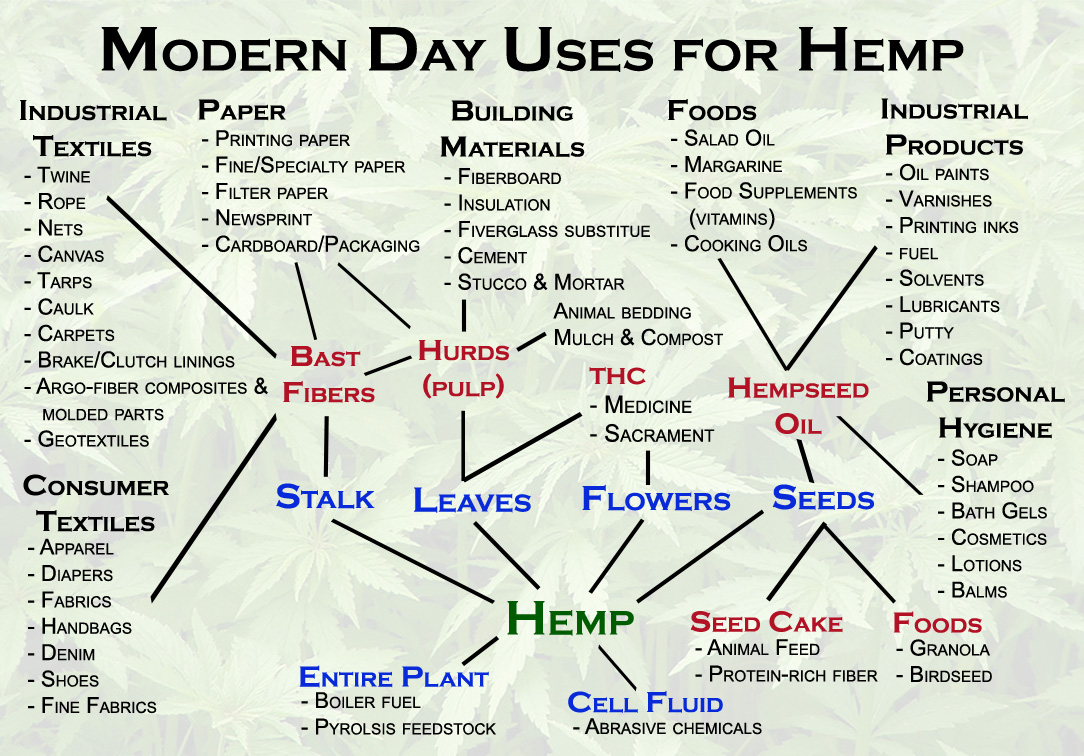 Modern Day Uses for Hemp
Industrial
Textiles
- Twine
- Rope
- Nets
- Canvas
- Tarps
- Caulk
- Carpets
- Brake/Clutch linings
- Argo-fiber composites &
molded parts
- Geotextiles
Paper
- Printing paper
- Fine/Specialty paper
- Filter paper
- Newsprint
- Cardboard/Packaging
Building
Materials
- Fiberboard
- Insulation
- Fiverglass substitue
- Cement
- Stucco & Mortar
Animal bedding
Mulch & Compost
Foods
- Salad Oil
- Margarine
- Food Supplements
(vitamins)
- Cooking Oils
Industrial
Products
- Oil paints
- Varnishes
- Printing inks
- fuel
- Solvents
- Lubricants
- Putty
- Coatings
Bast
Fibers
Hurds
(pulp)
THC
- Medicine
- Sacrament
Hempseed
Oil
Personal
Hygiene
- Soap
- Shampoo
- Bath Gels
- Cosmetics
- Lotions
- Balms
Consumer
Textiles
- Apparel
- Diapers
- Fabrics
- Handbags
- Denim
- Shoes
- Fine Fabrics
Stalk
Leaves
Flowers
Seeds
Hemp
Seed Cake
- Animal Feed
- Protein-rich fiber
Foods
- Granola
- Birdseed
Entire Plant
- Boiler fuel
- Pyrolsis feedstock
Cell Fluid
- Abrasive chemicals